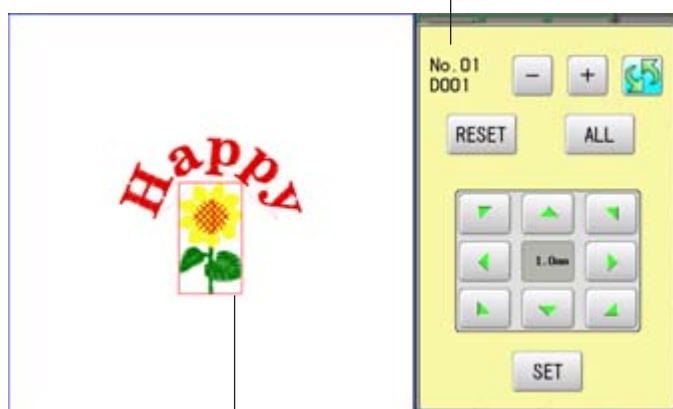 Happy
No.01
D001
- +
RESET ALL
1.0mm
SET